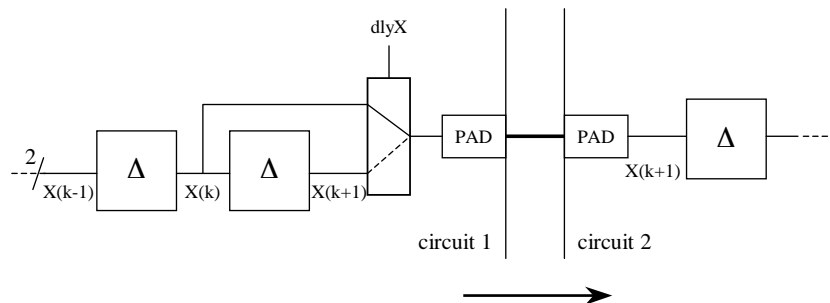 dlyX
2
Δ
Δ
PAD
PAD
Δ
X(k-1)
X(k)
X(k+1)
X(k+1)
circuit 1
circuit 2